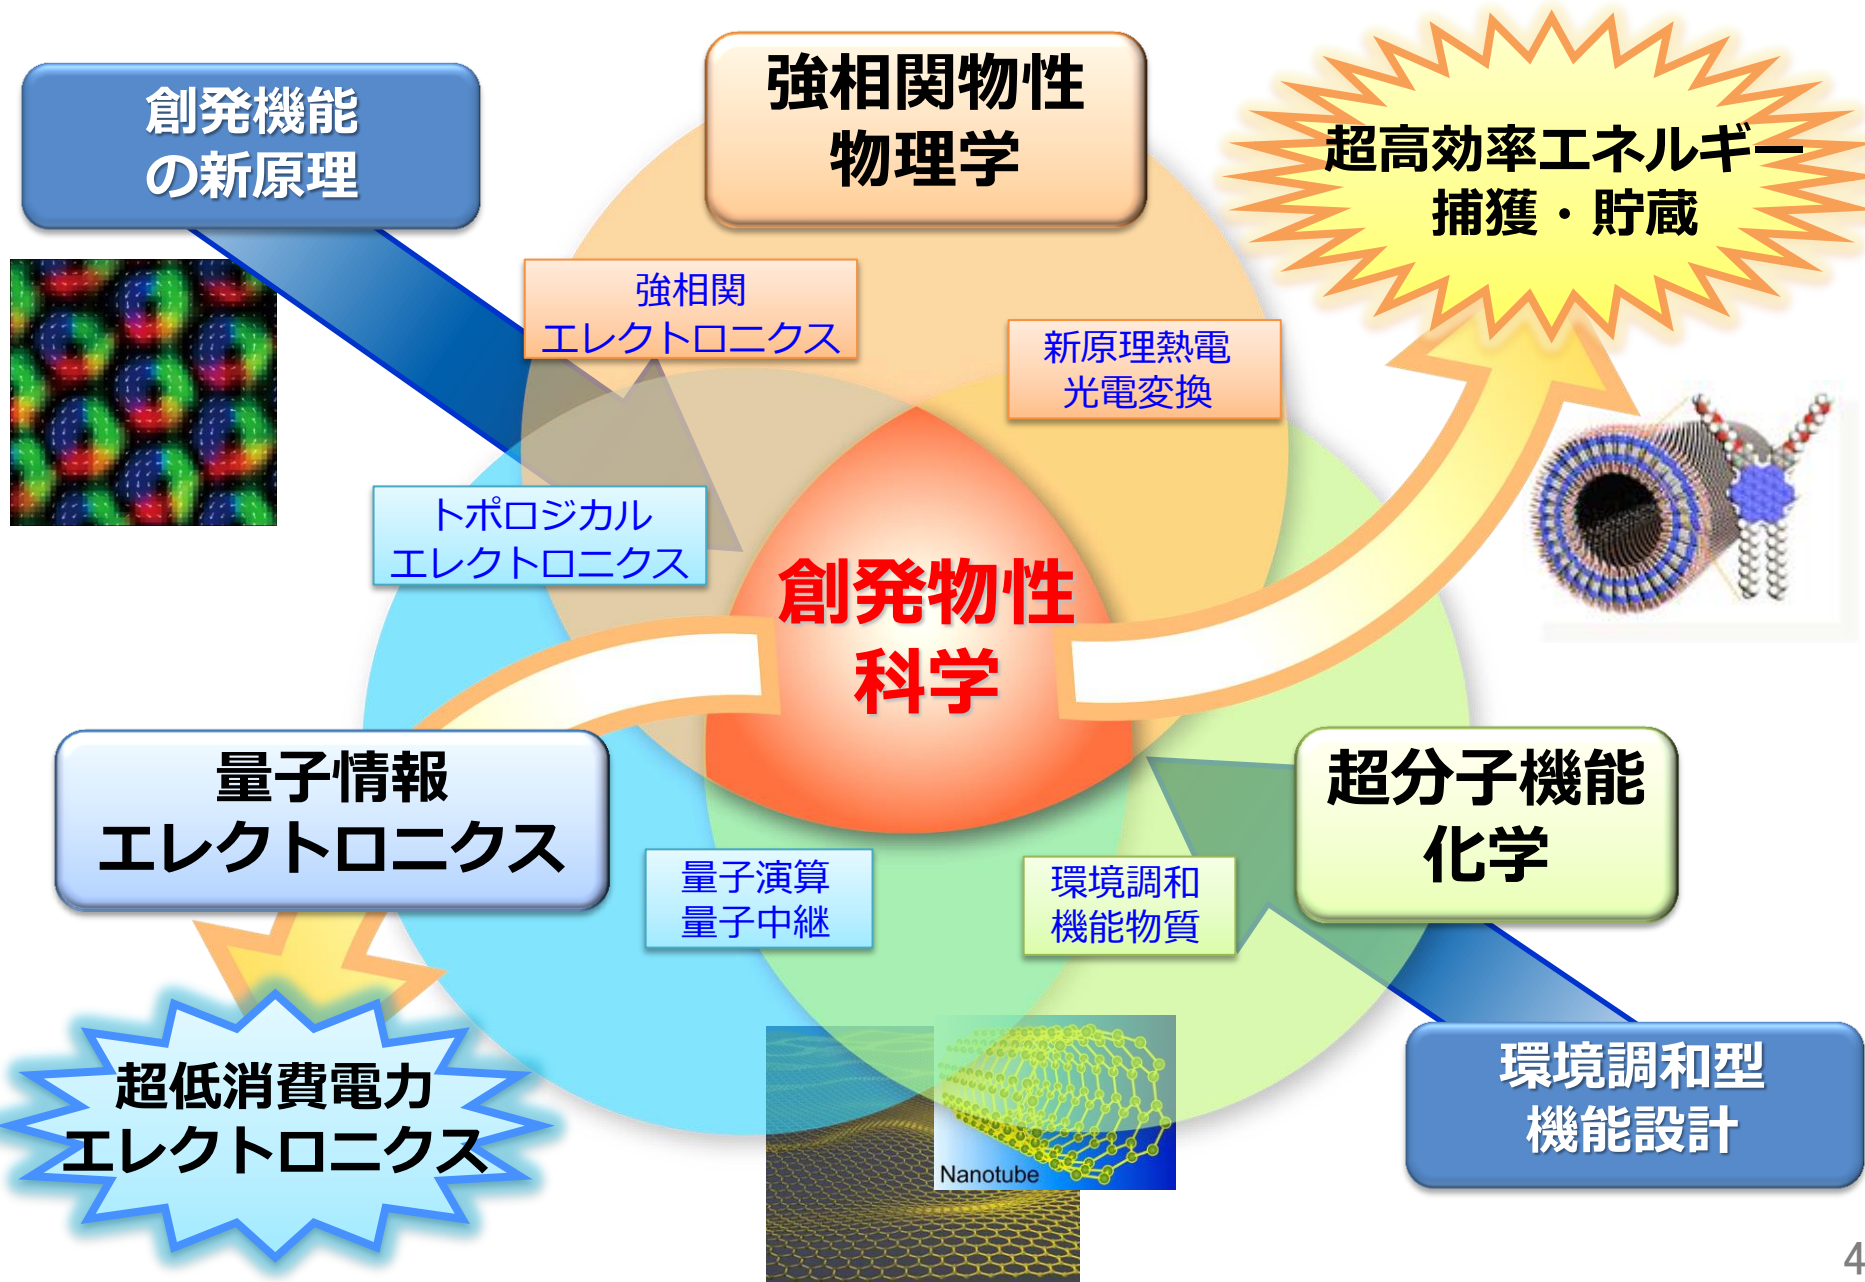 強相関物性
物理学
創発機能
の新原理
超高効率エネルギー
捕獲・貯蔵
強相関
エレクトロニクス
新原理熱電
光電変換
トポロジカル
エレクトロニクス
創発物性
科学
量子情報
エレクトロニクス
超分子機能
化学
量子演算
量子中継
環境調和
機能物質
超低消費電力
エレクトロニクス
環境調和型
機能設計
Nanotube
4